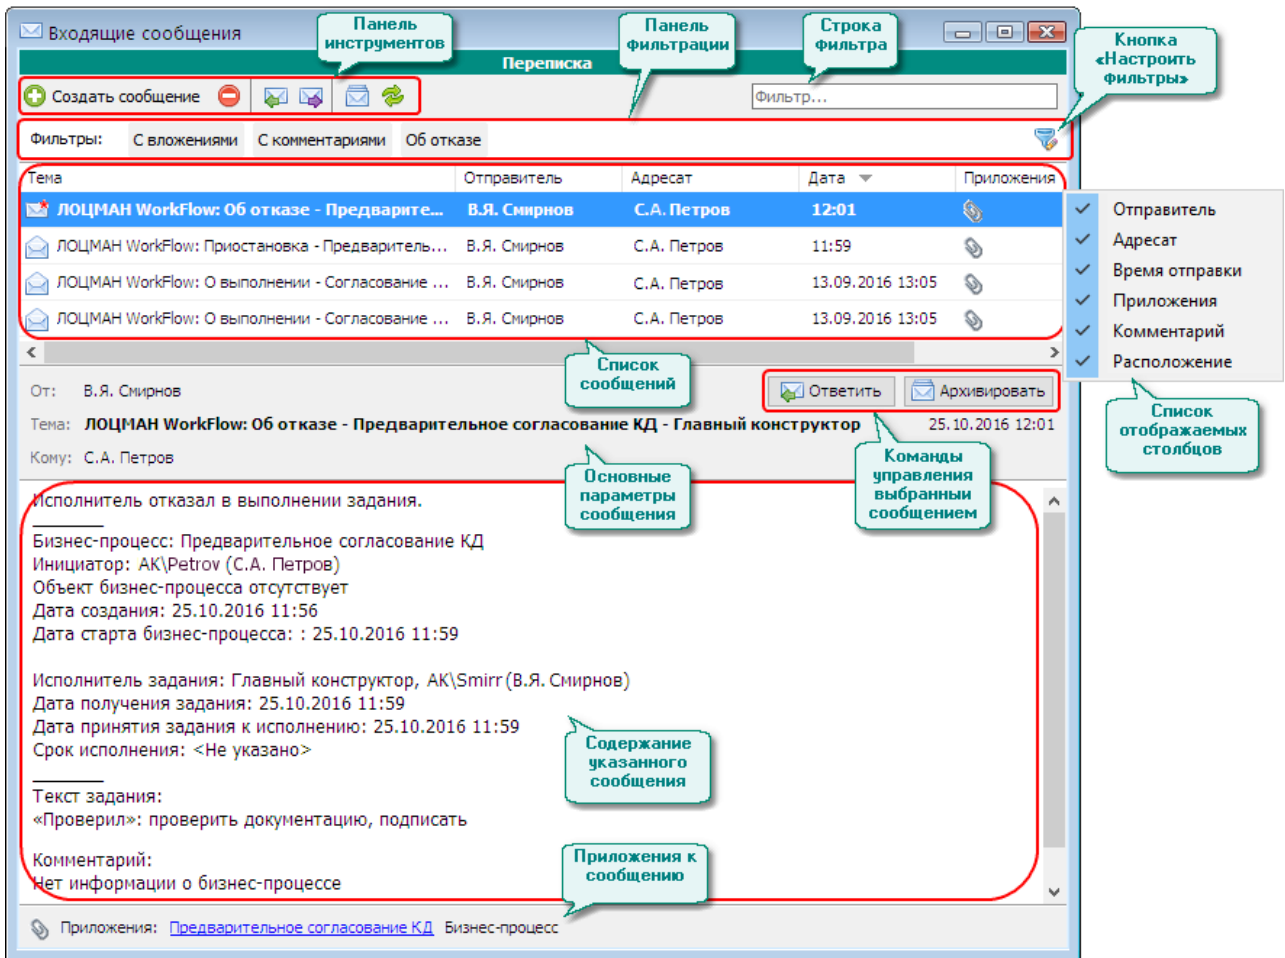 Входящие сообщения
Панель
инструментов
Панель
фильтрации
Строка
фильтра
Кнопка
«Настроить
фильтры»
Переписка
Создать сообщение
Фильтр...
Фильтры: С вложениями С комментариями Об отказе
Тема Отправитель Адресат Дата Приложения
ЛОЦМАН WorkFlow: Об отказе - Предварите... В.Я. Смирнов С.А. Петров 12:01
ЛОЦМАН WorkFlow: Приостановка - Предваритель... В.Я. Смирнов С.А. Петров 11:59
ЛОЦМАН WorkFlow: О выполнении - Согласование ... В.Я. Смирнов С.А. Петров 13.09.2016 13:05
ЛОЦМАН WorkFlow: О выполнении - Согласование ... В.Я. Смирнов С.А. Петров 13.09.2016 13:05
Отправитель
Адресат
Время отправки
Приложения
Комментарий
Расположение
Список
отображаемых
столбцов
Список
сообщений
От: В.Я. Смирнов
Ответить Архивировать
Тема: ЛОЦМАН WorkFlow: Об отказе - Предварительное согласование КД - Главный конструктор 25.10.2016 12:01
Кому: С.А. Петров
Основные
параметры
сообщения
Команды
управления
выбранным
сообщением
Исполнитель отказал в выполнении задания.
Бизнес-процесс: Предварительное согласование КД
Инициатор: AK\Petrov (С.А. Петров)
Объект бизнес-процесса отсутствует
Дата создания: 25.10.2016 11:56
Дата старта бизнес-процесса: : 25.10.2016 11:59
Исполнитель задания: Главный конструктор, AK\Smirr (В.Я. Смирнов)
Дата получения задания: 25.10.2016 11:59
Дата принятия задания к исполнению: 25.10.2016 11:59
Срок исполнения: <Не указано>
Содержание
указанного
сообщения
Текст задания:
«Проверил»: проверить документацию, подписать
Комментарий:
Нет информации о бизнес-процессе
Приложения к
сообщению
Приложения: Предварительное согласование КД Бизнес-процесс